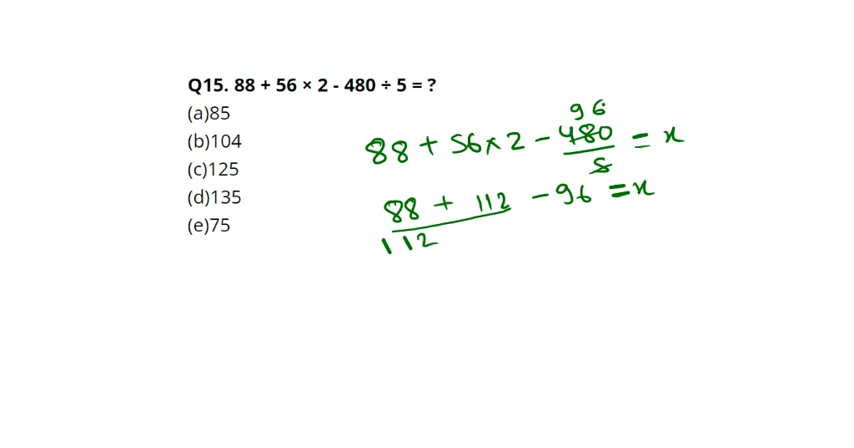 Q15. 88 + 56 × 2 - 480 ÷ 5 = ?
(a)85
(b)104
(c)125
(d)135
(e)75
96
88 + 56 × 2 - 480/5 = x
88 + 112 - 96 = x
112